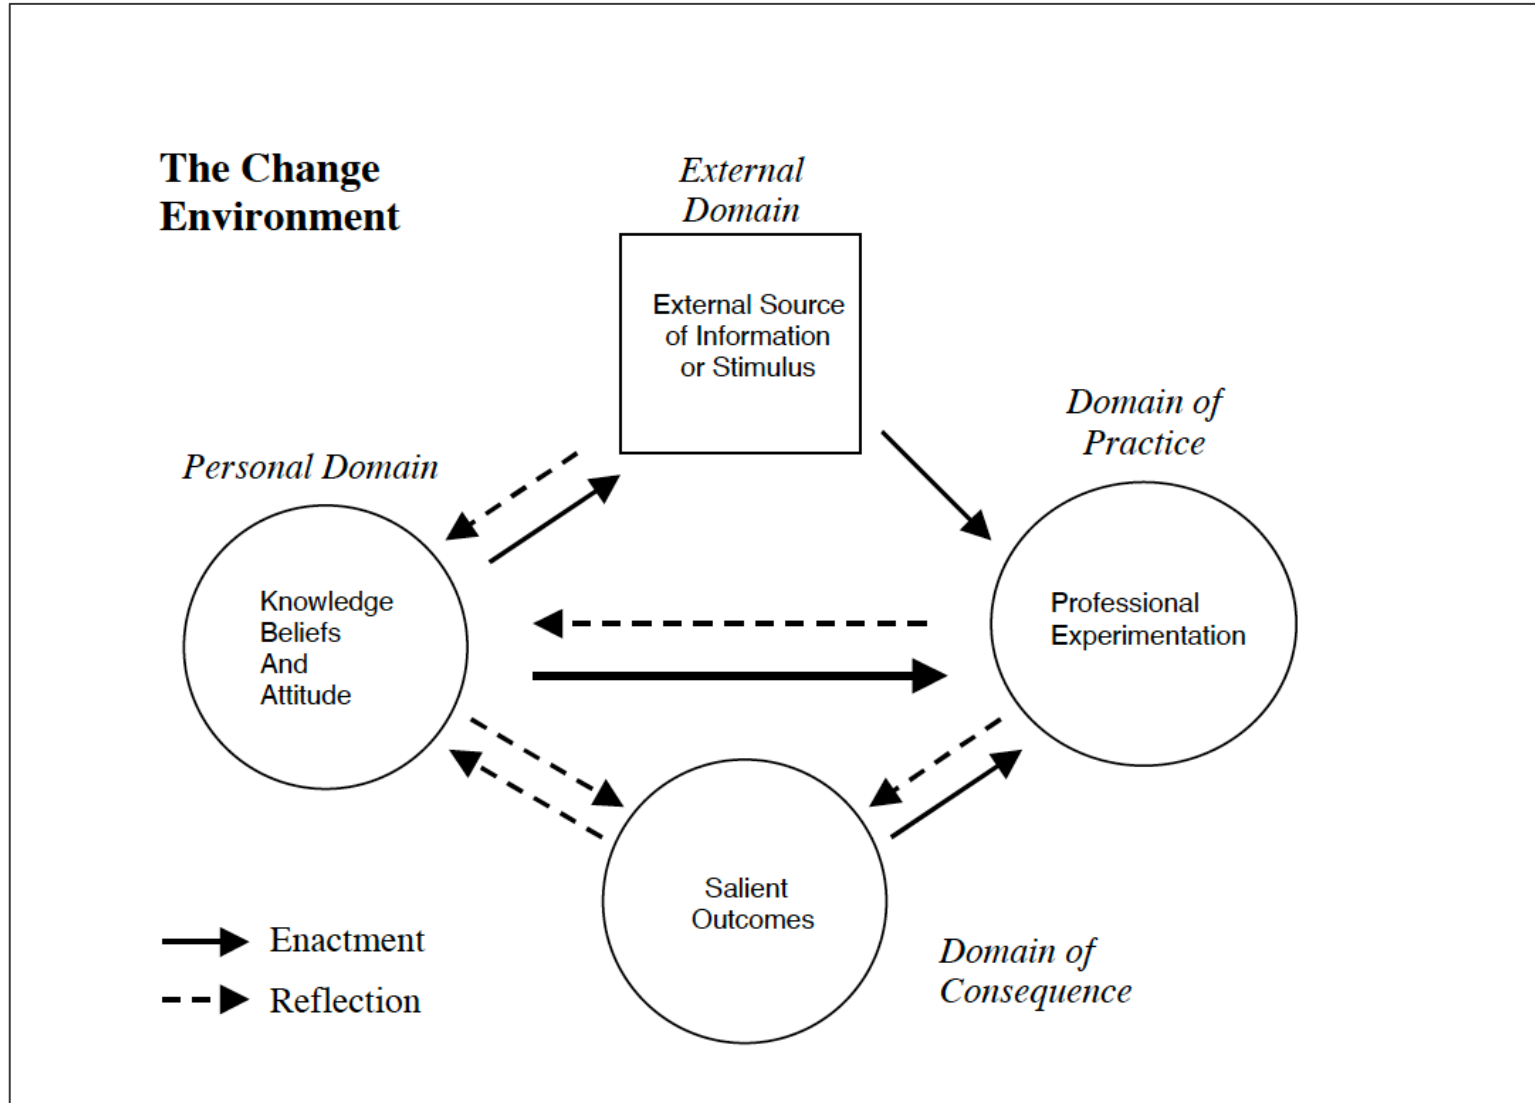 The Change
Environment
External
Domain
External Source
of Information
or Stimulus
Domain of
Practice
Personal Domain
Knowledge
Beliefs
And
Attitude
Professional
Experimentation
Salient
Outcomes
Domain of
Consequence
Enactment
Reflection